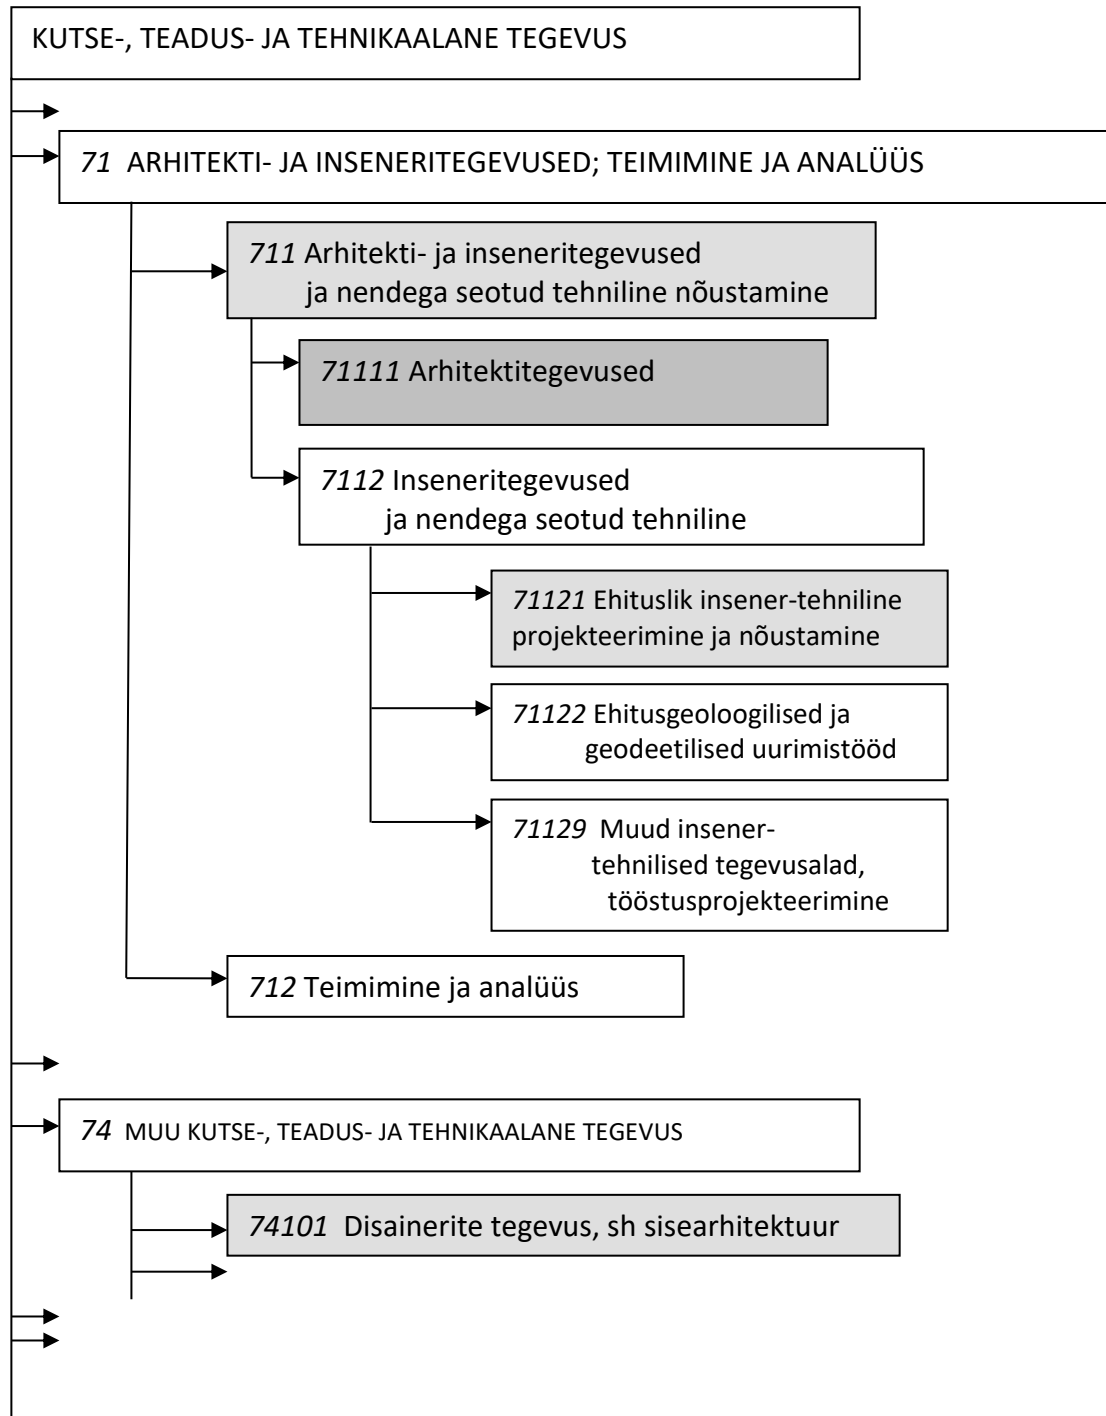 KUTSE-, TEADUS- JA TEHNIKAALANE TEGEVUS
71 ARHITEKTI- JA INSENERITEGEVUSED; TEIMIMINE JA ANALÜÜS
711 Arhitekti- ja inseneritegevused
ja nendega seotud tehniline nõustamine
71111 Arhitektitegevused
7112 Inseneritegevused
ja nendega seotud tehniline
71121 Ehituslik insener-tehniline
projekteerimine ja nõustamine
71122 Ehitusgeoloogilised ja
geodeetilised uurimistööd
71129 Muud insener-
tehnilised tegevusalad,
tööstusprojekteerimine
712 Teimimine ja analüüs
74 MUU KUTSE-, TEADUS- JA TEHNIKAALANE TEGEVUS
74101 Disainerite tegevus, sh sisearhitektuur